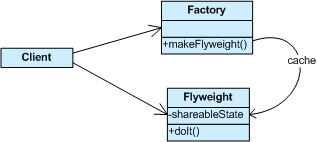 Factory
+makeFlyweight()
Client
cache
Flyweight
-shareableState
+doIt()